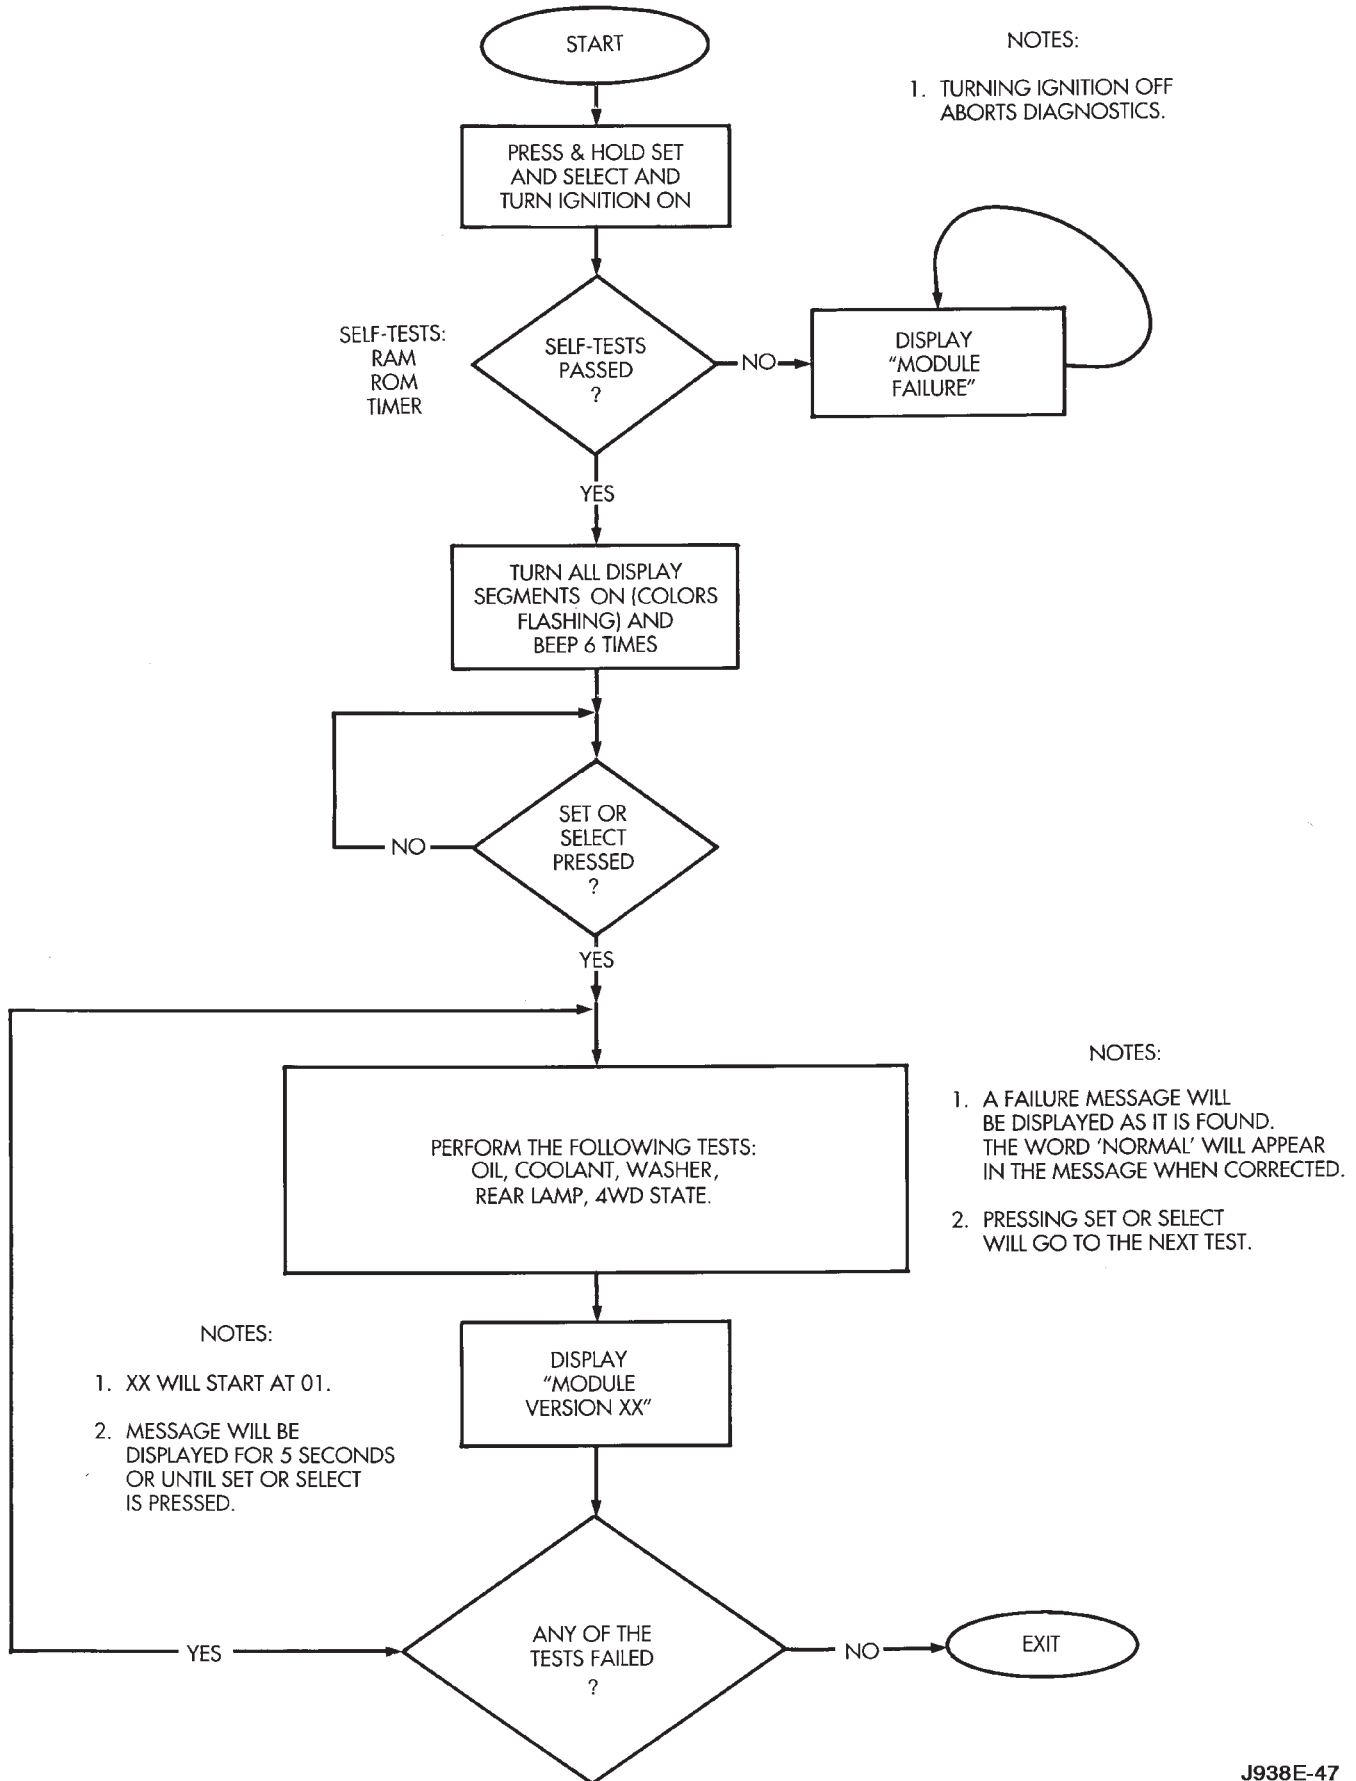 START
NOTES:
1. TURNING IGNITION OFF
ABORTS DIAGNOSTICS.
PRESS & HOLD SET
AND SELECT AND
TURN IGNITION ON
SELF-TESTS:
RAM
ROM
TIMER
SELF-TESTS
PASSED
?
NO
DISPLAY
"MODULE
FAILURE"
YES
TURN ALL DISPLAY
SEGMENTS ON (COLORS
FLASHING) AND
BEEP 6 TIMES
SET OR
SELECT
PRESSED
?
NO
YES
PERFORM THE FOLLOWING TESTS:
OIL, COOLANT, WASHER,
REAR LAMP, 4WD STATE.
NOTES:
1. A FAILURE MESSAGE WILL
BE DISPLAYED AS IT IS FOUND.
THE WORD 'NORMAL' WILL APPEAR
IN THE MESSAGE WHEN CORRECTED.
2. PRESSING SET OR SELECT
WILL GO TO THE NEXT TEST.
NOTES:
1. XX WILL START AT 01.
2. MESSAGE WILL BE
DISPLAYED FOR 5 SECONDS
OR UNTIL SET OR SELECT
IS PRESSED.
DISPLAY
"MODULE
VERSION XX"
YES
ANY OF THE
TESTS FAILED
?
NO
EXIT
J938E-47